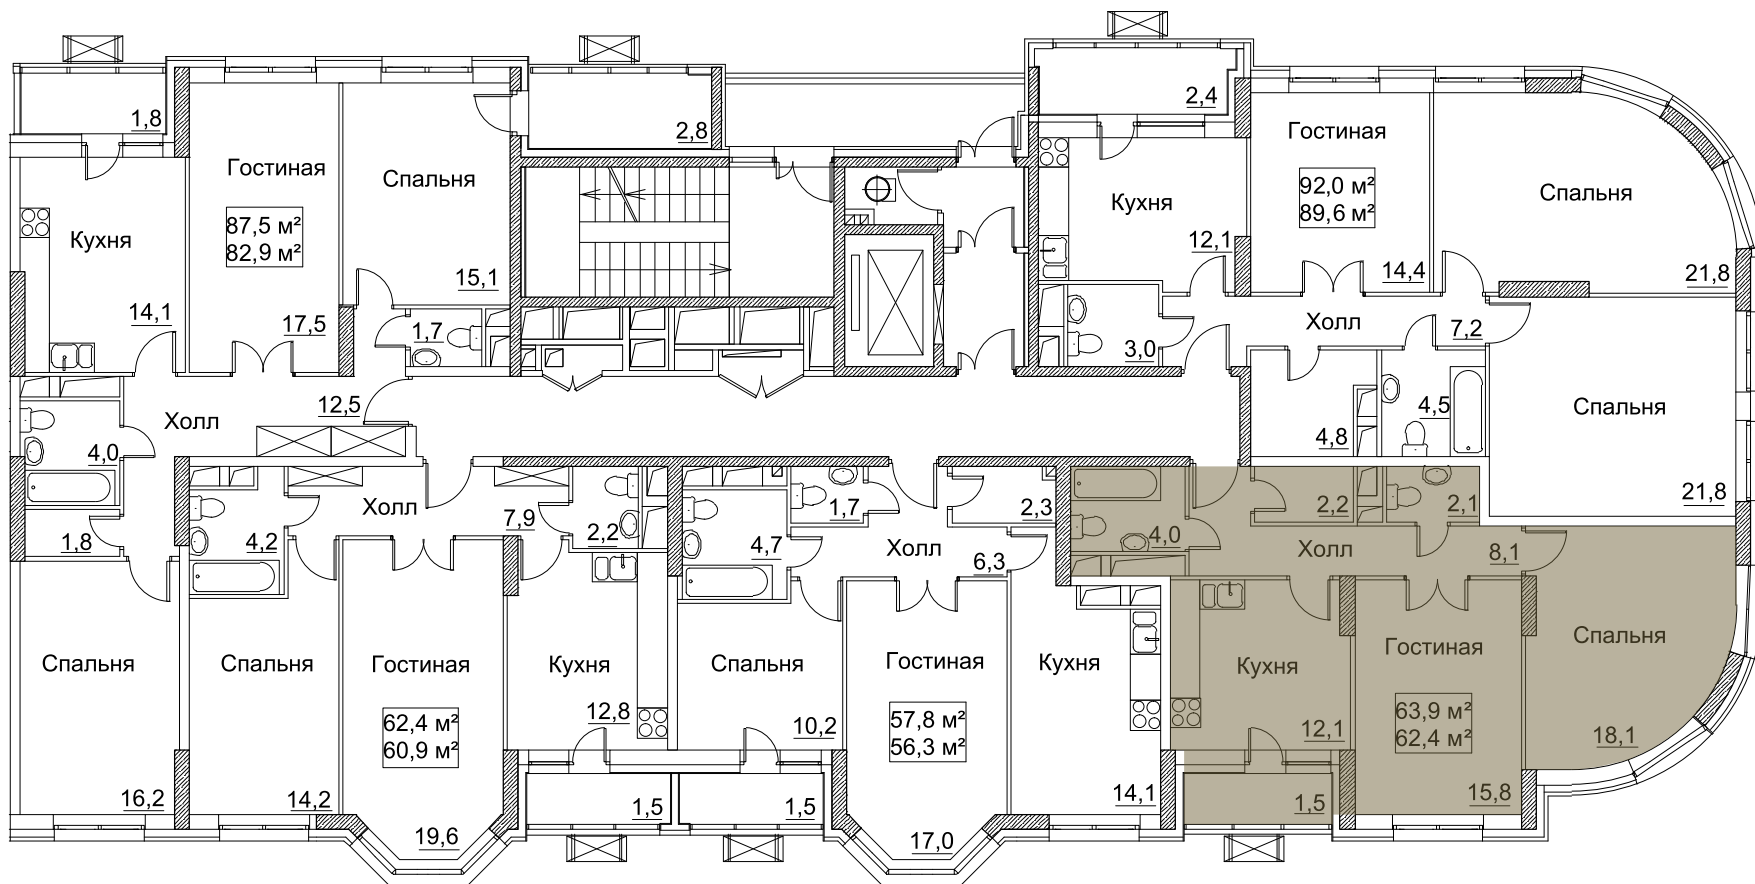 1,8
2,8
2,4
Гостиная
87,5 м²
82,9 м²
17,5
Спальня
15,1
Кухня
14,1
1,7
Кухня
12,1
Гостиная
92,0 м²
89,6 м²
14,4
Спальня
21,8
Холл
7,2
3,0
4,8
4,5
Спальня
21,8
Холл
12,5
4,0
1,8
Спальня
16,2
4,2
Холл
7,9
2,2
Спальня
14,2
Гостиная
62,4 м²
60,9 м²
19,6
Кухня
12,8
1,5
4,7
1,7
2,3
Холл
6,3
Спальня
10,2
1,5
Гостиная
57,8 м²
56,3 м²
17,0
Кухня
14,1
4,0
2,2
2,1
Холл
8,1
Кухня
12,1
1,5
Гостиная
63,9 м²
62,4 м²
15,8
Спальня
18,1